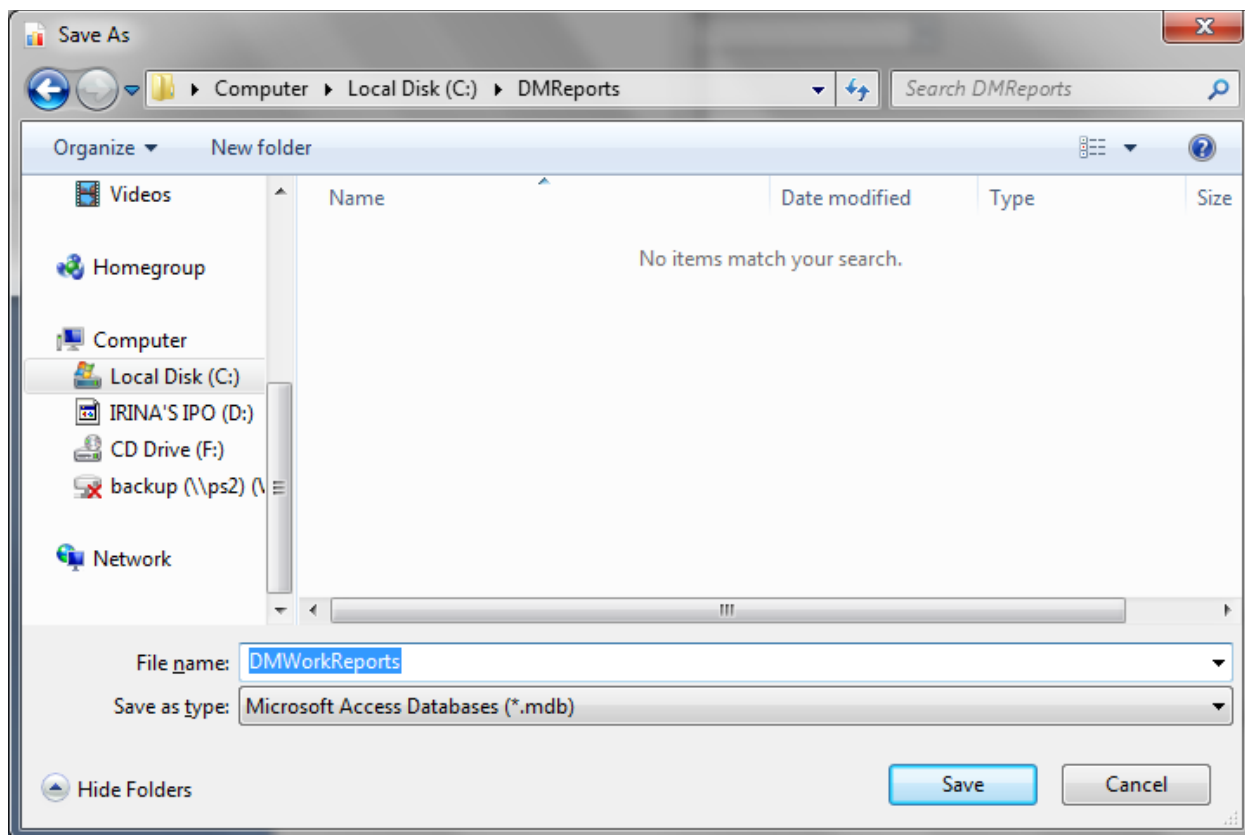 Save As
Computer Local Disk (C:) DMReports
Search DMReports
Organize New folder
Name Date modified Type Size
No items match your search.
Videos
Homegroup
Computer
Local Disk (C:)
IRINA'S IPO (D:)
CD Drive (F:)
backup (\\ps2) (\
Network
File name: DMWorkReports
Save as type: Microsoft Access Databases (*.mdb)
Hide Folders Save Cancel